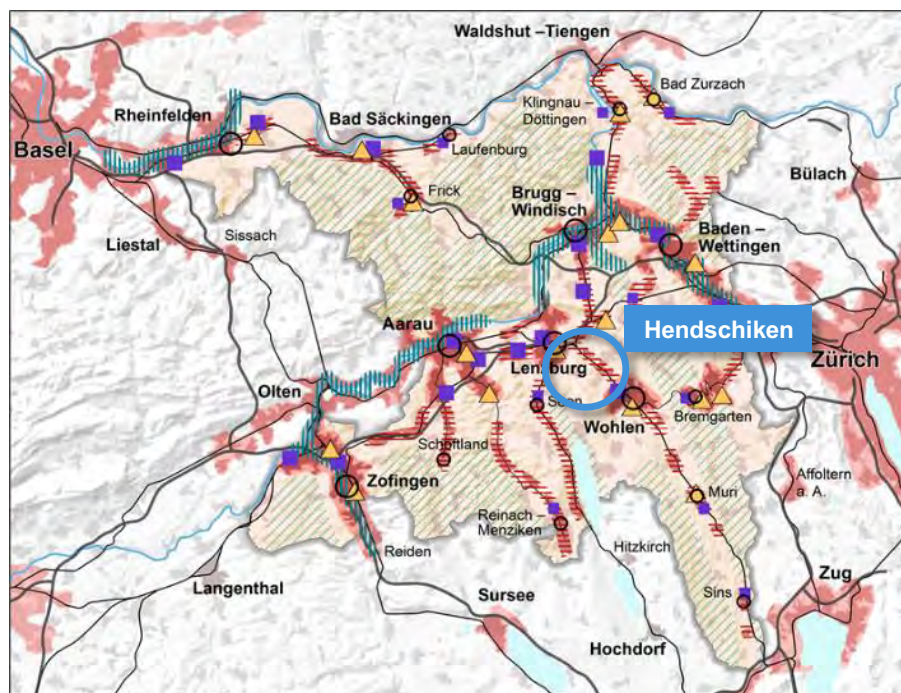 Waldshut –Tiengen
Bad Zurzach
Klingnau –
Döttingen
Rheinfelden
Bad Säckingen
Basel
Laufenburg
Bülach
Frick
Brugg –
Windisch
Baden –
Wettingen
Liestal
Sissach
Aarau
Hendschiken
Lenzburg
Zürich
Olten
Seon
Wohlen
Bremgarten
Schöftland
Affoltern
a. A.
Zofingen
Muri
Reinach –
Menziken
Reiden
Hitzkirch
Langenthal
Sursee
Sins
Zug
Hochdorf